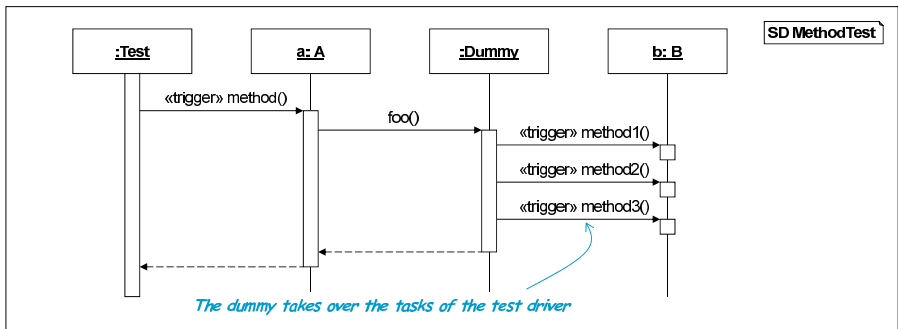 SD MethodTest
:Test
a: A
:Dummy
b: B
«trigger» method()
foo()
«trigger» method1()
«trigger» method2()
«trigger» method3()
The dummy takes over the tasks of the test driver